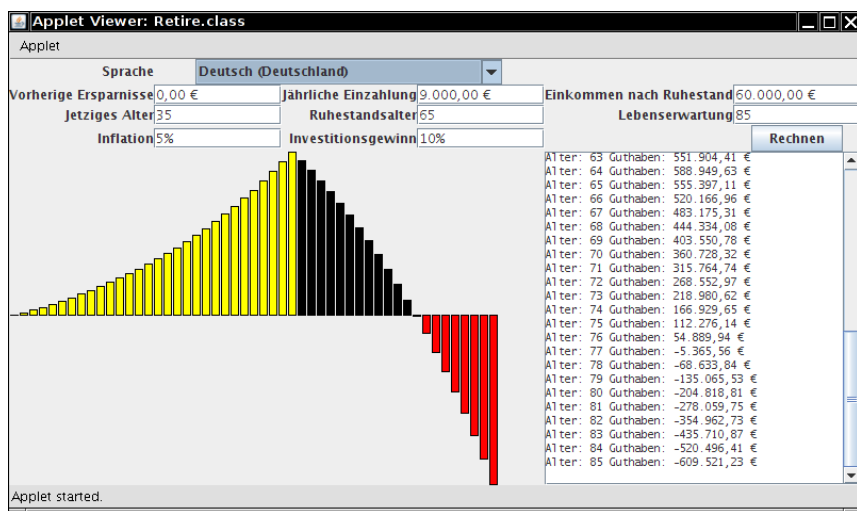 Applet Viewer: Retire.class
Applet
Sprache Deutsch (Deutschland)
Vorherige Ersparnisse 0,00 € Jährliche Einzahlung 9.000,00 € Einkommen nach Ruhestand 60.000,00 €
Jetziges Alter 35 Ruhestandsalter 65 Lebenserwartung 85
Inflation 5% Investitionsgewinn 10% Rechnen
Alter: 63 Guthaben: 551.904,41 €
Alter: 64 Guthaben: 588.949,63 €
Alter: 65 Guthaben: 555.397,11 €
Alter: 66 Guthaben: 520.166,96 €
Alter: 67 Guthaben: 483.175,31 €
Alter: 68 Guthaben: 444.334,08 €
Alter: 69 Guthaben: 403.550,78 €
Alter: 70 Guthaben: 360.728,32 €
Alter: 71 Guthaben: 315.764,74 €
Alter: 72 Guthaben: 268.552,97 €
Alter: 73 Guthaben: 218.980,62 €
Alter: 74 Guthaben: 166.929,65 €
Alter: 75 Guthaben: 112.276,14 €
Alter: 76 Guthaben: 54.889,94 €
Alter: 77 Guthaben: -5.365,56 €
Alter: 78 Guthaben: -68.633,84 €
Alter: 79 Guthaben: -135.065,53 €
Alter: 80 Guthaben: -204.818,81 €
Alter: 81 Guthaben: -278.059,75 €
Alter: 82 Guthaben: -354.962,73 €
Alter: 83 Guthaben: -435.710,87 €
Alter: 84 Guthaben: -520.496,41 €
Alter: 85 Guthaben: -609.521,23 €
Applet started.